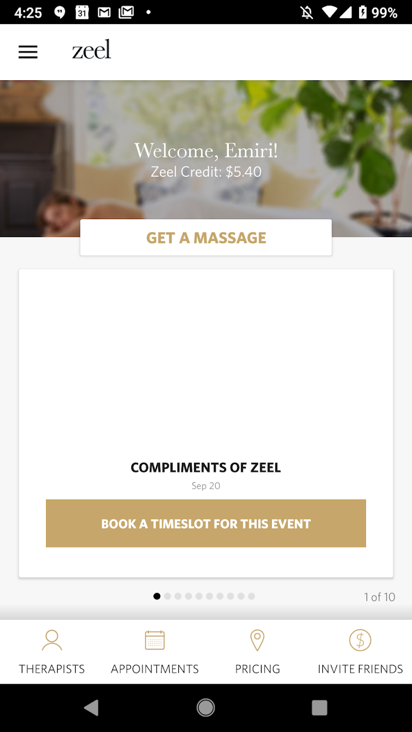 4:25
31
99%
zeel
Welcome, Emiri!
Zeel Credit: $5.40
GET A MASSAGE
COMPLIMENTS OF ZEEL
Sep 20
BOOK A TIMESLOT FOR THIS EVENT
1 of 10
THERAPISTS
APPOINTMENTS
PRICING
INVITE FRIENDS